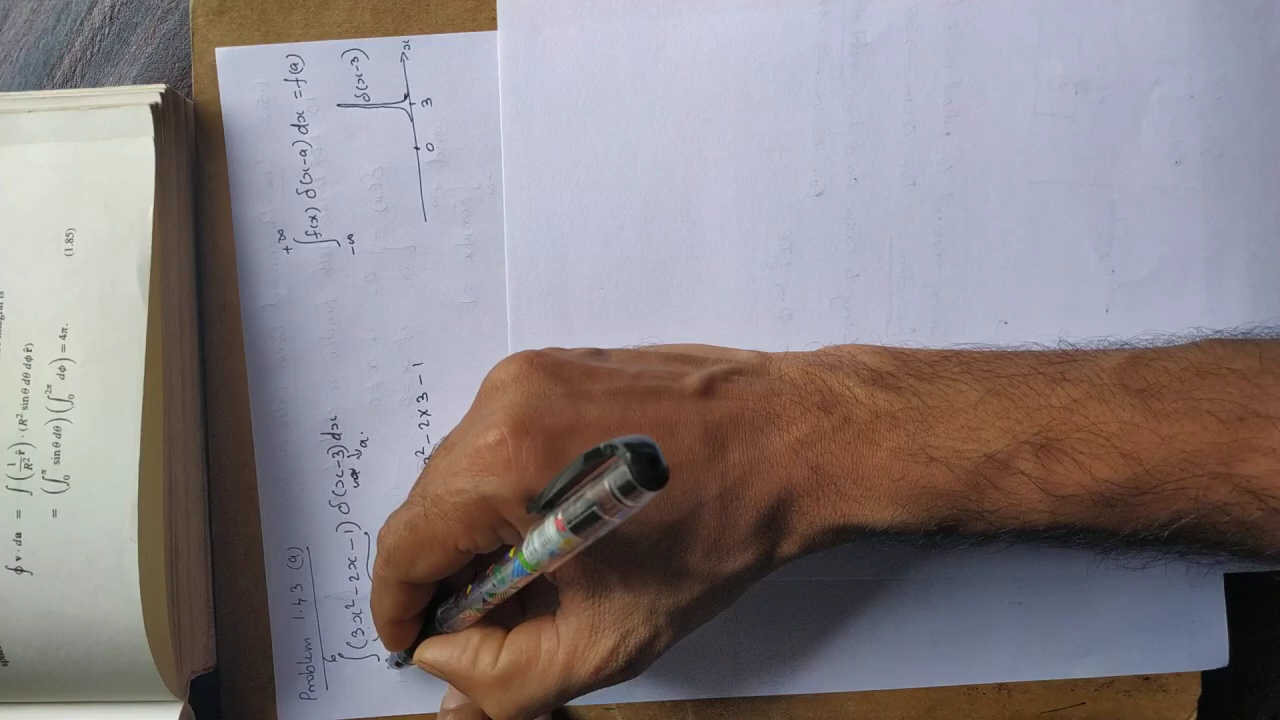 ∮ v · da = ∫ (1/R² r̂) · (R² sin θ dθ dφ r̂)
= (∫₀^π sin θ dθ) (∫₀^2π dφ) = 4π. (1.85)
Problem 1.43 (a)
∫⁶ (3x² - 2x - 1) δ(x-3) dx
a.
² - 2 x 3 - 1
+∞
∫ f(x) δ(x-a) dx = f(a)
-∞
δ(x-3)
0 3 → x